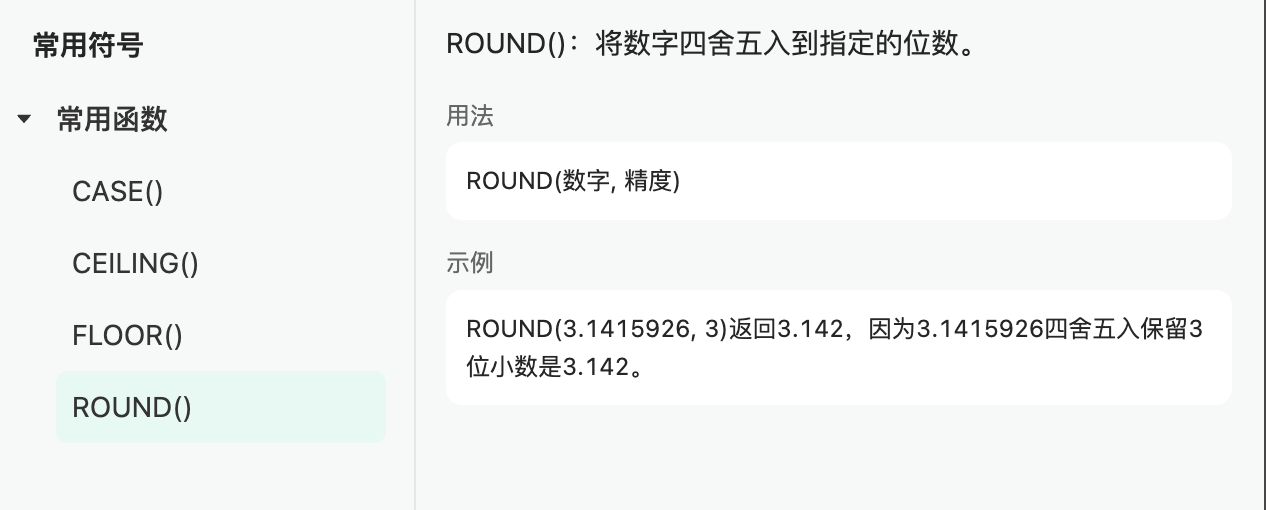 常用符号
常用函数
CASE()
CEILING()
FLOOR()
ROUND()
ROUND()：将数字四舍五入到指定的位数。
用法
ROUND(数字, 精度)
示例
ROUND(3.1415926, 3)返回3.142，因为3.1415926四舍五入保留3
位小数是3.142。